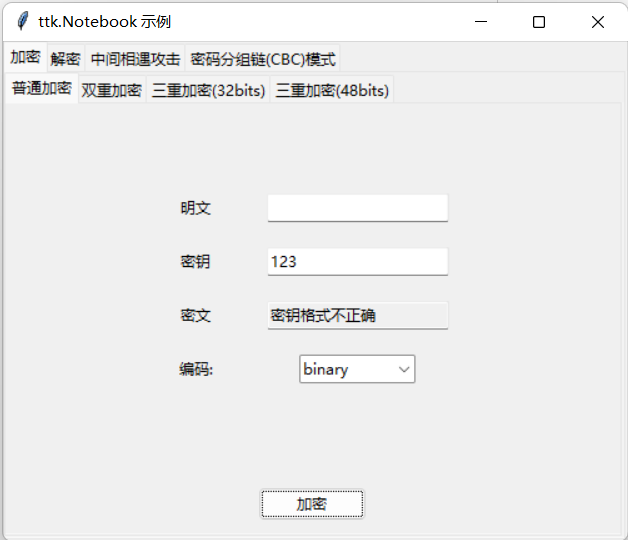 ttk.Notebook 示例
加密 解密 中间相遇攻击 密码分组链(CBC)模式
普通加密 双重加密 三重加密(32bits) 三重加密(48bits)
明文
密钥 123
密文 密钥格式不正确
编码: binary
加密